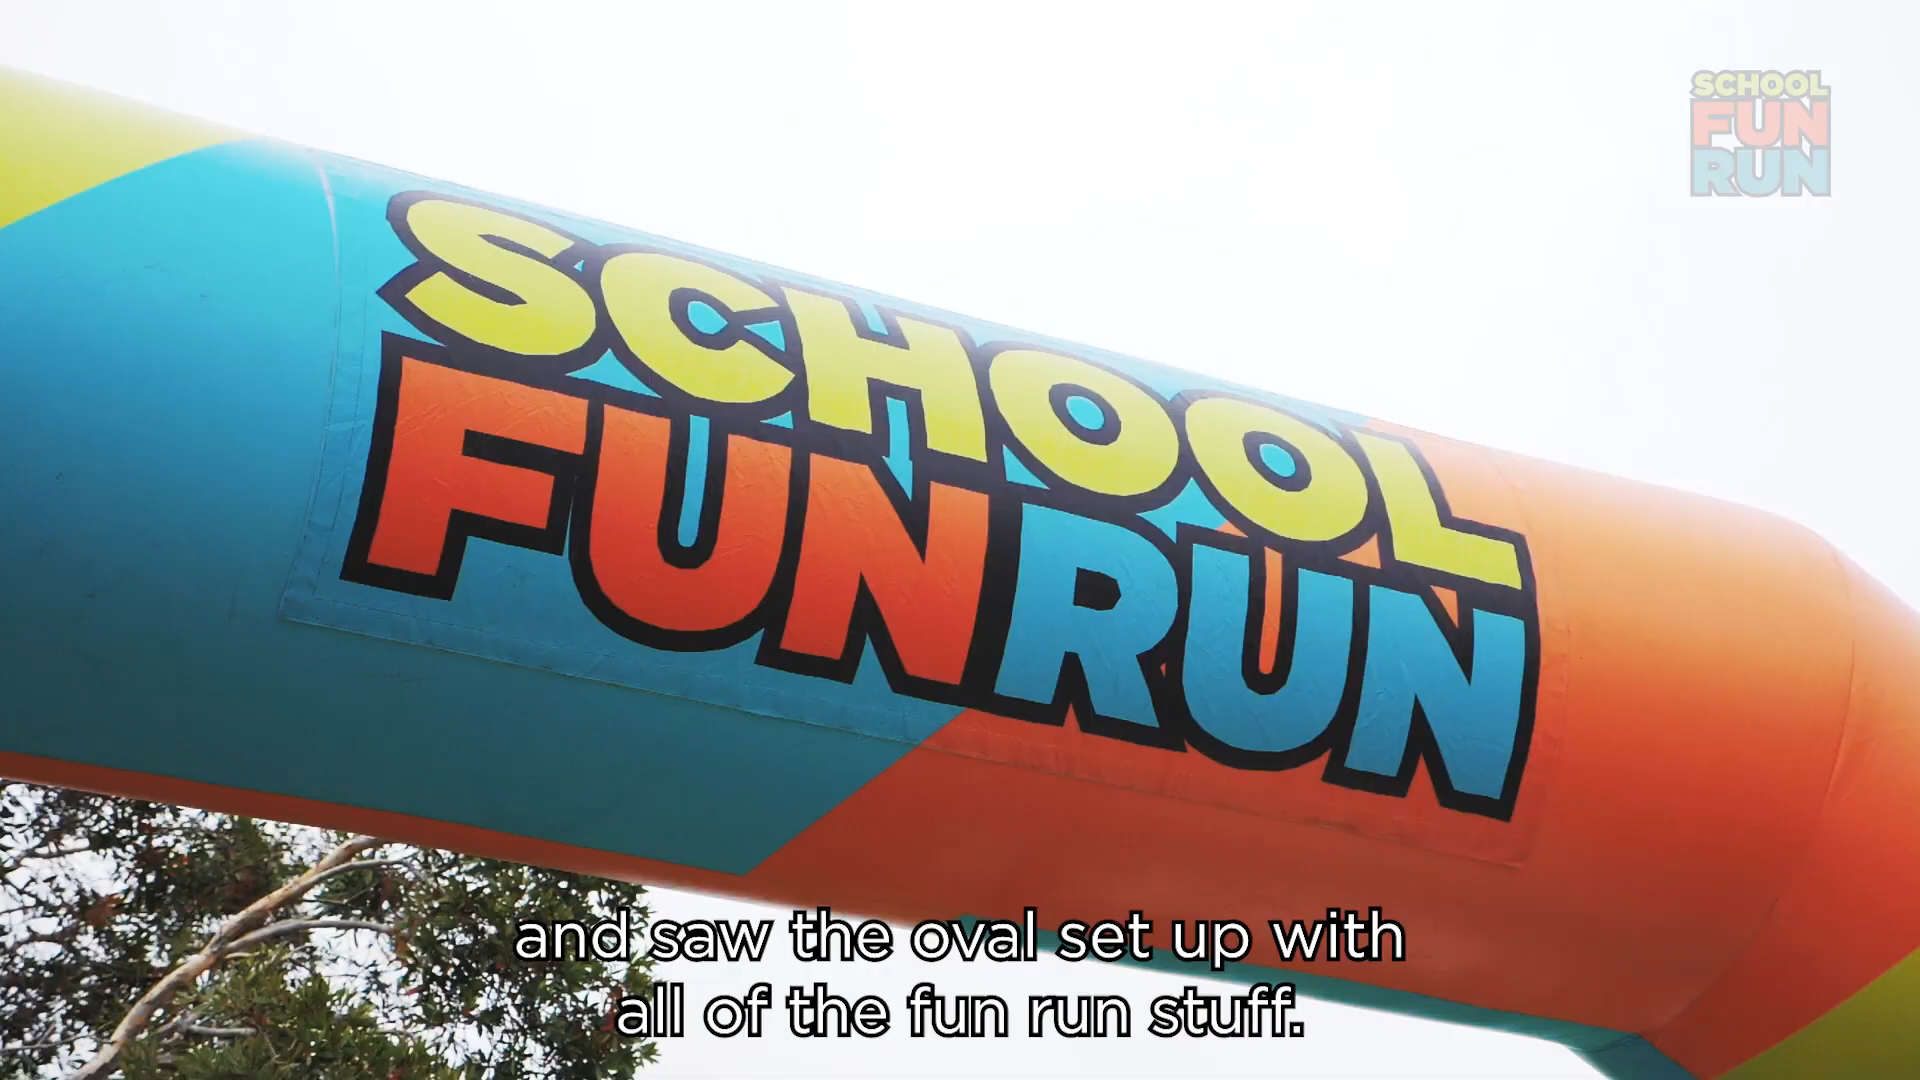 SCHOOL
FUN
RUN
SCHOOL
FUN RUN
and saw the oval set up with
all of the fun run stuff.